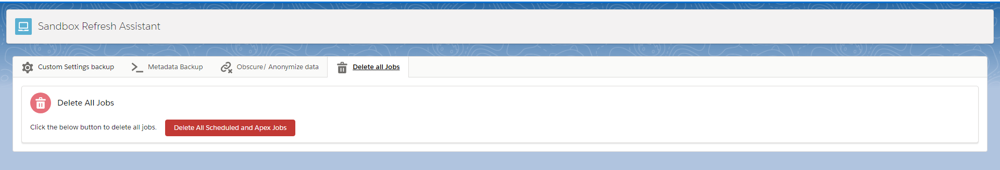 Sandbox Refresh Assistant
Custom Settings backup Metadata Backup Obscure/ Anonymize data Delete all Jobs
Delete All Jobs
Click the below button to delete all jobs. Delete All Scheduled and Apex Jobs